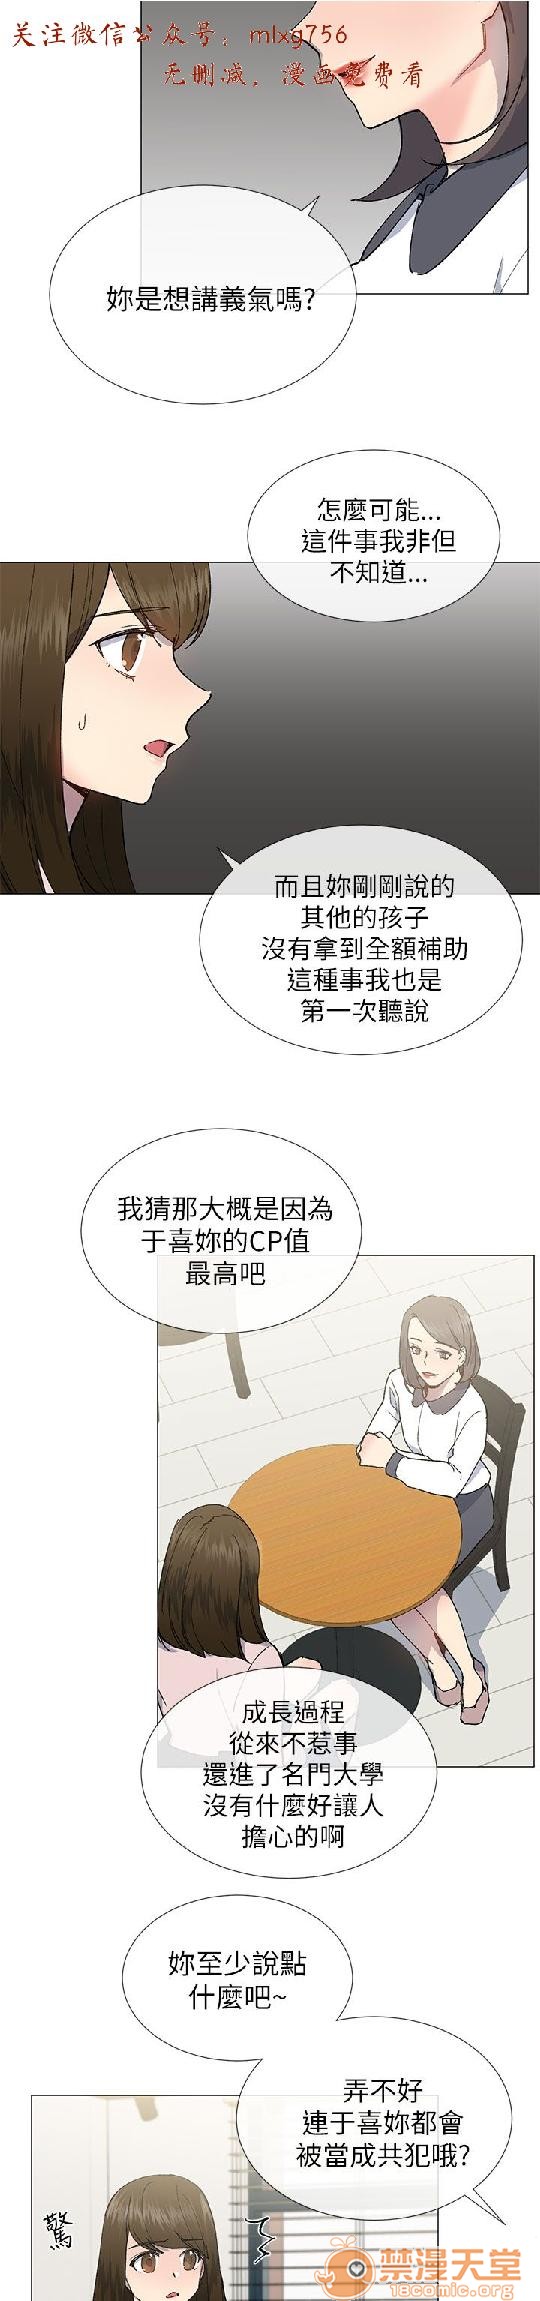 关注微信公众号：mlxg756
无删减，漫画免费看
妳是想講義氣嗎?
怎麼可能...
這件事我非但
不知道...
而且妳剛剛說的
其他的孩子
沒有拿到全額補助
這種事我也是
第一次聽說
我猜那大概是因為
于喜妳的CP值
最高吧
成長過程
從來不惹事
還進了名門大學
沒有什麼好讓人
擔心的啊
妳至少說點
什麼吧~
弄不好
連于喜妳都會
被當成共犯哦?
驚
禁漫天堂
18comic.org